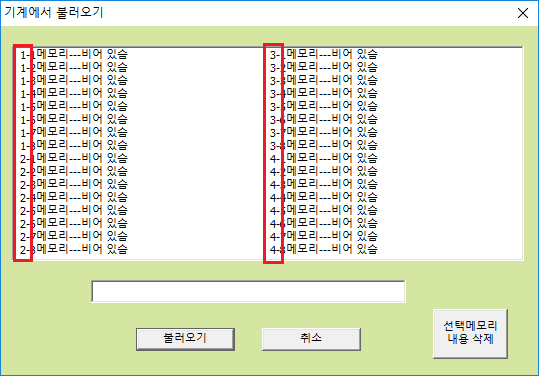 기계에서 불러오기
1-1메모리---비어 있슴
1-2메모리---비어 있슴
1-3메모리---비어 있슴
1-4메모리---비어 있슴
1-5메모리---비어 있슴
1-6메모리---비어 있슴
1-7메모리---비어 있슴
1-8메모리---비어 있슴
2-1메모리---비어 있슴
2-2메모리---비어 있슴
2-3메모리---비어 있슴
2-4메모리---비어 있슴
2-5메모리---비어 있슴
2-6메모리---비어 있슴
2-7메모리---비어 있슴
2-8메모리---비어 있슴
3-1메모리---비어 있슴
3-2메모리---비어 있슴
3-3메모리---비어 있슴
3-4메모리---비어 있슴
3-5메모리---비어 있슴
3-6메모리---비어 있슴
3-7메모리---비어 있슴
3-8메모리---비어 있슴
4-1메모리---비어 있슴
4-2메모리---비어 있슴
4-3메모리---비어 있슴
4-4메모리---비어 있슴
4-5메모리---비어 있슴
4-6메모리---비어 있슴
4-7메모리---비어 있슴
4-8메모리---비어 있슴
불러오기
취소
선택메모리
내용 삭제